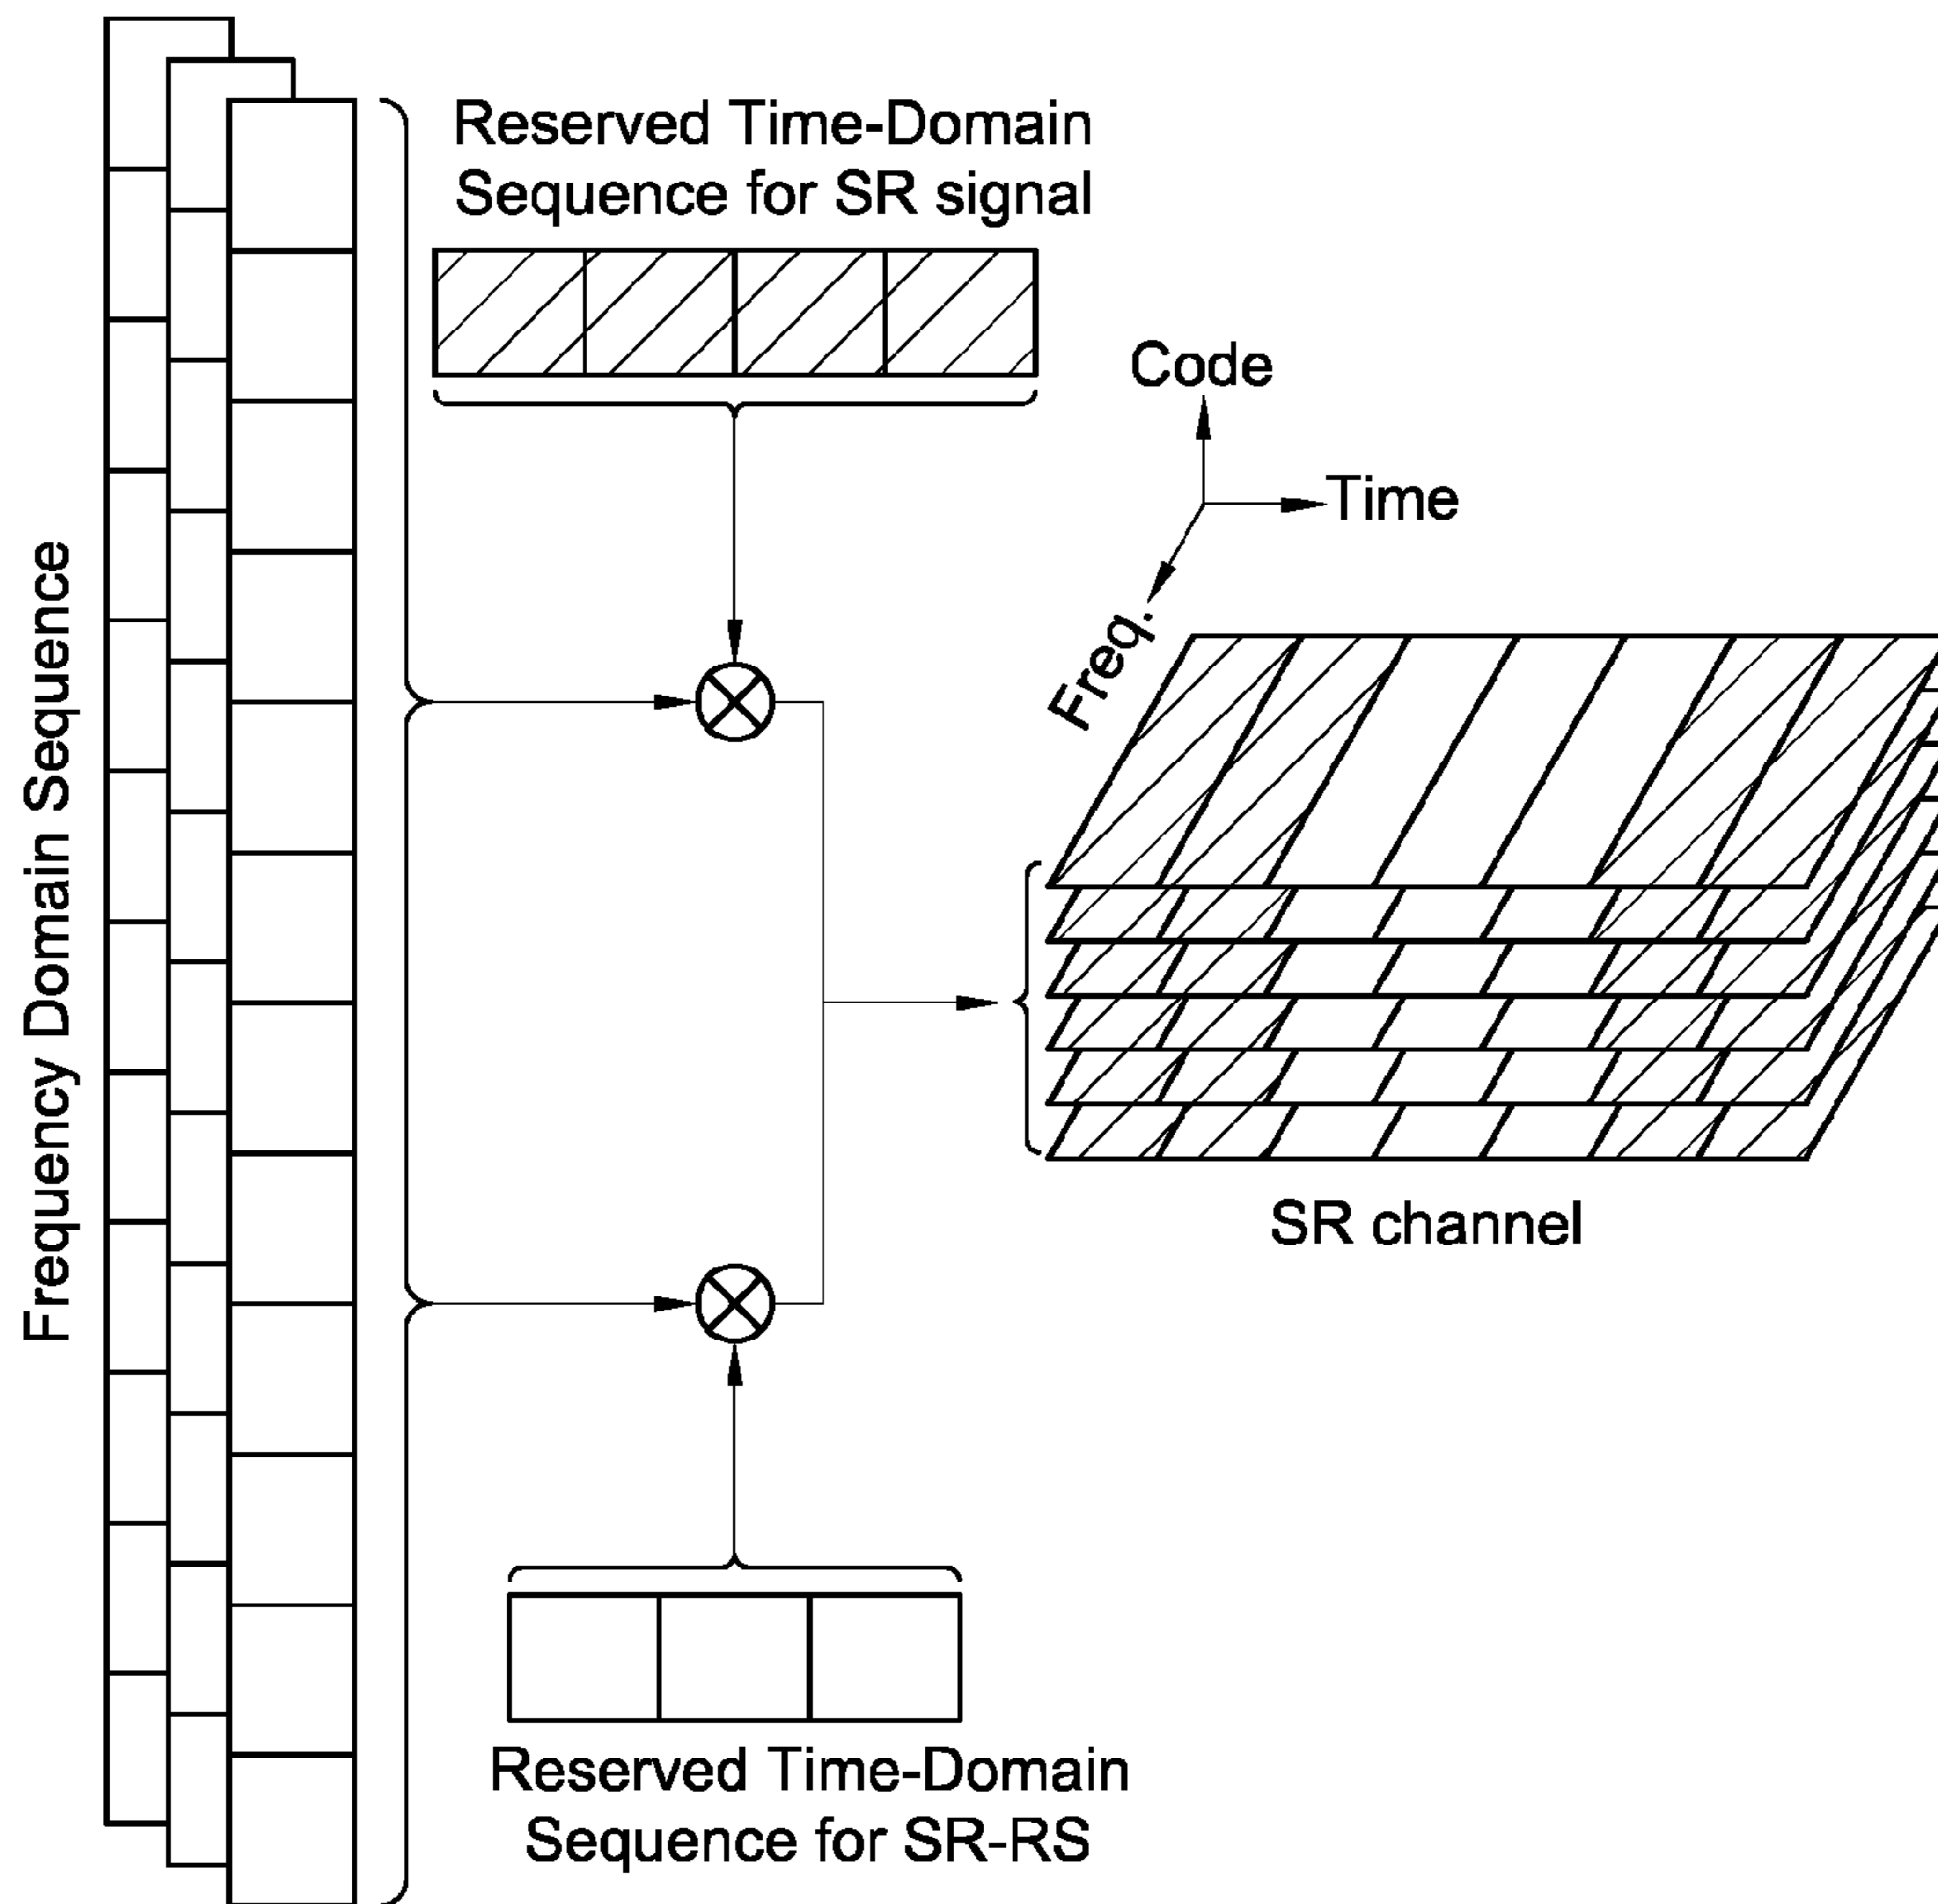 Frequency Domain Sequence
Reserved Time-Domain
Sequence for SR signal
Code
Time
Freq.
SR channel
Reserved Time-Domain
Sequence for SR-RS